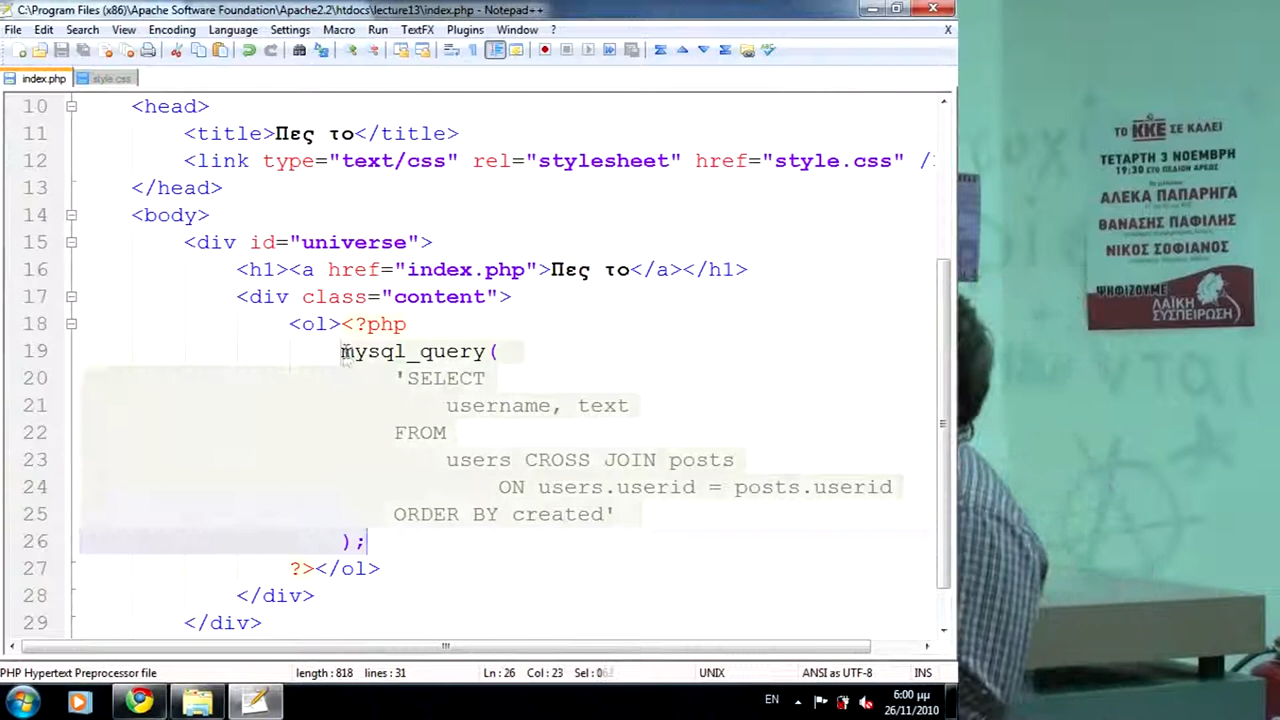 C:\Program Files (x86)\Apache Software Foundation\Apache2.2\htdocs\lecture13\index.php - Notepad++
File Edit Search View Encoding Language Settings Macro Run TextFX Plugins Window ? X
index.php style.css
10 <head>
11 <title>Πες το</title>
12 <link type="text/css" rel="stylesheet" href="style.css" /
13 </head>
14 <body>
15 <div id="universe">
16 <h1><a href="index.php">Πες το</a></h1>
17 <div class="content">
18 <ol><?php
19 mysql_query(
20 'SELECT
21 username, text
22 FROM
23 users CROSS JOIN posts
24 ON users.userid = posts.userid
25 ORDER BY created'
26 );
27 ?></ol>
28 </div>
29 </div>
PHP Hypertext Preprocessor file length : 818 lines : 31 Ln : 26 Col : 23 Sel : UNIX ANSI as UTF-8 INS
EN 6:00 μμ
26/11/2010
ΤΟ ΚΚΕ ΣΕ ΚΑΛΕΙ
ΤΕΤΑΡΤΗ 3 ΝΟΕΜΒΡΗ
19:30 ΣΤΟ ΠΕΔΙΟΝ ΑΡΕΩΣ
ΑΛΕΚΑ ΠΑΠΑΡΗΓΑ
ΘΑΝΑΣΗΣ ΠΑΦΙΛΗΣ
ΝΙΚΟΣ ΣΟΦΙΑΝΟΣ
ΨΗΦΙΖΟΥΜΕ
ΛΑΪΚΗ
ΣΥΣΠΕΙΡΩΣΗ